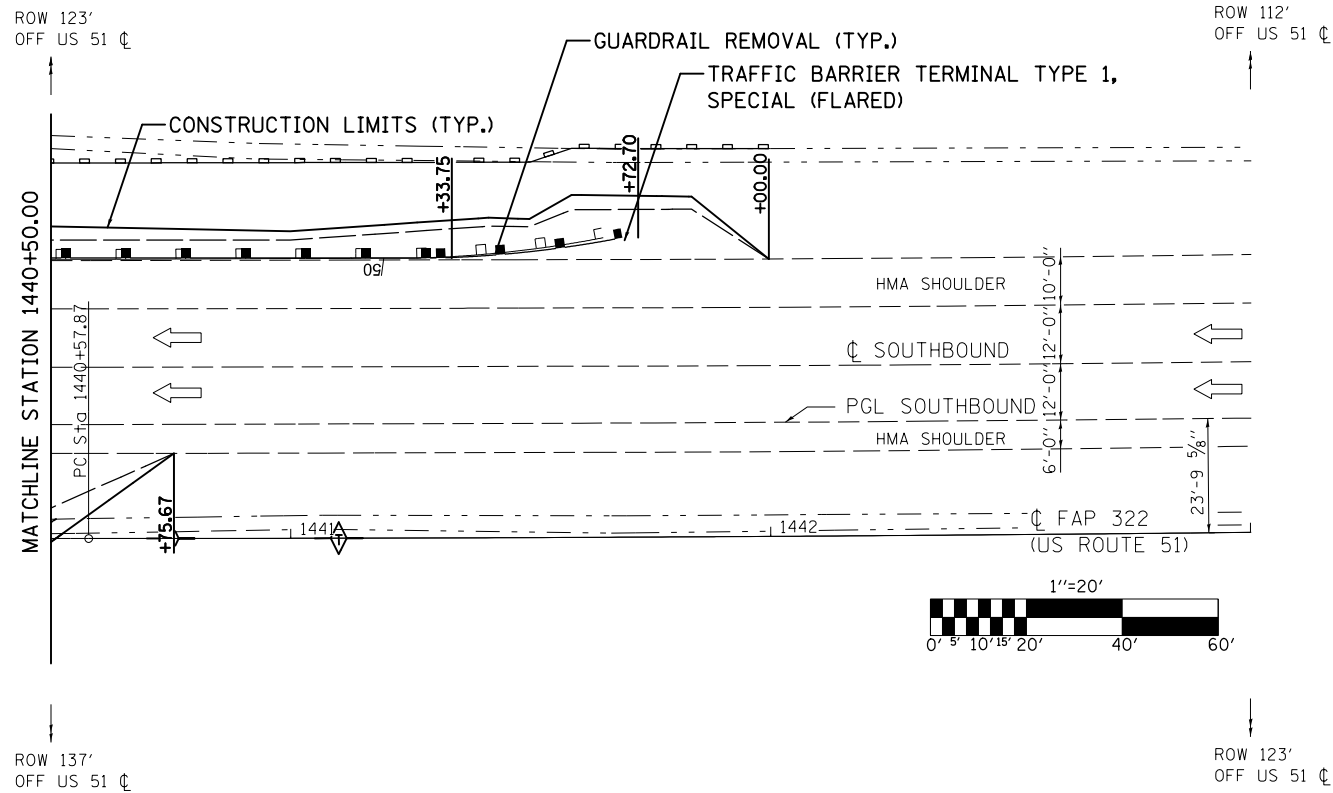 ROW 123'
OFF US 51 ℄
ROW 112'
OFF US 51 ℄
GUARDRAIL REMOVAL (TYP.)
TRAFFIC BARRIER TERMINAL TYPE 1,
SPECIAL (FLARED)
CONSTRUCTION LIMITS (TYP.)
+33.75
+72.70
+00.00
MATCHLINE STATION 1440+50.00
PC Sta 1440+57.87
50
HMA SHOULDER
10'-0"
℄ SOUTHBOUND
12'-0"
PGL SOUTHBOUND
12'-0"
HMA SHOULDER
6'-0"
23'-9 5/8"
+75.67
1441
T
1442
℄ FAP 322
(US ROUTE 51)
1"=20'
0' 5' 10' 15' 20' 40' 60'
ROW 137'
OFF US 51 ℄
ROW 123'
OFF US 51 ℄